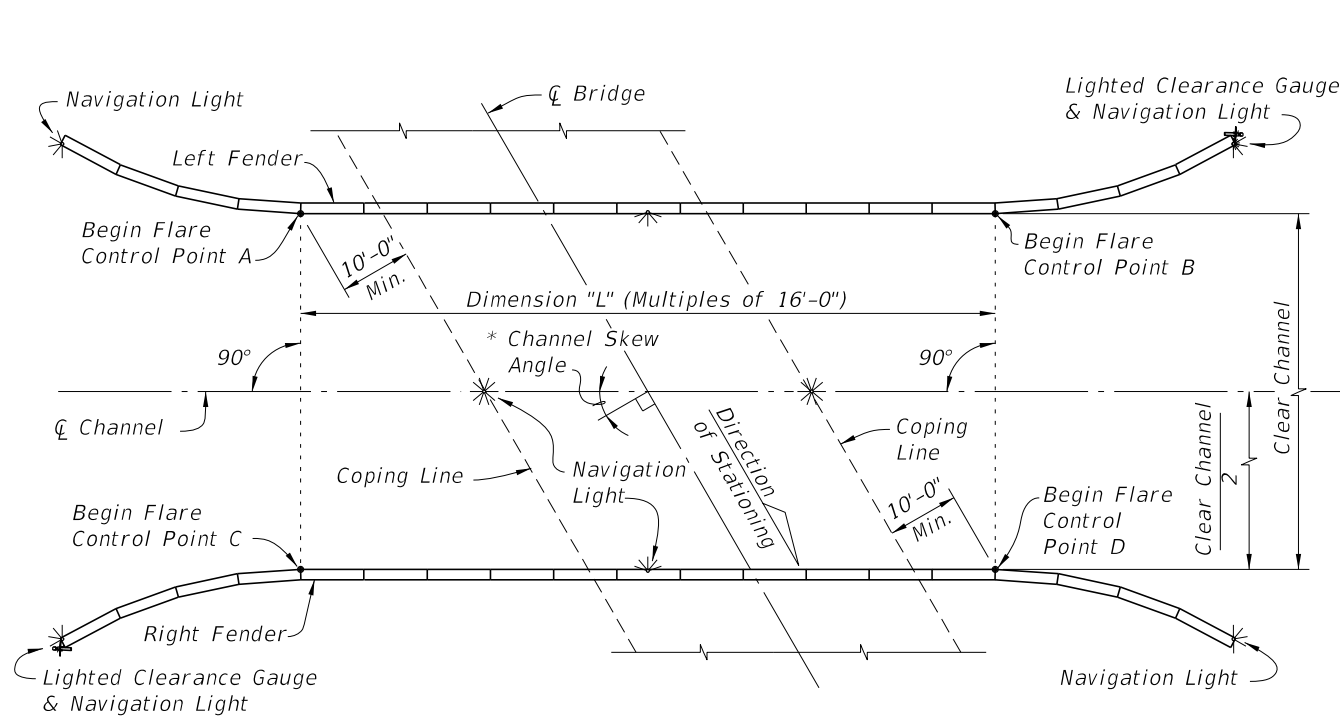 Navigation Light
℄ Bridge
Lighted Clearance Gauge
& Navigation Light
Left Fender
Begin Flare
Control Point A
10'-0"
Min.
Begin Flare
Control Point B
Dimension "L" (Multiples of 16'-0")
* Channel Skew
Angle
90°
90°
Clear Channel
℄ Channel
Coping Line
Navigation
Light
Direction
of Stationing
Coping
Line
Clear Channel
2
10'-0"
Min.
Begin Flare
Control Point C
Begin Flare
Control
Point D
Right Fender
Lighted Clearance Gauge
& Navigation Light
Navigation Light